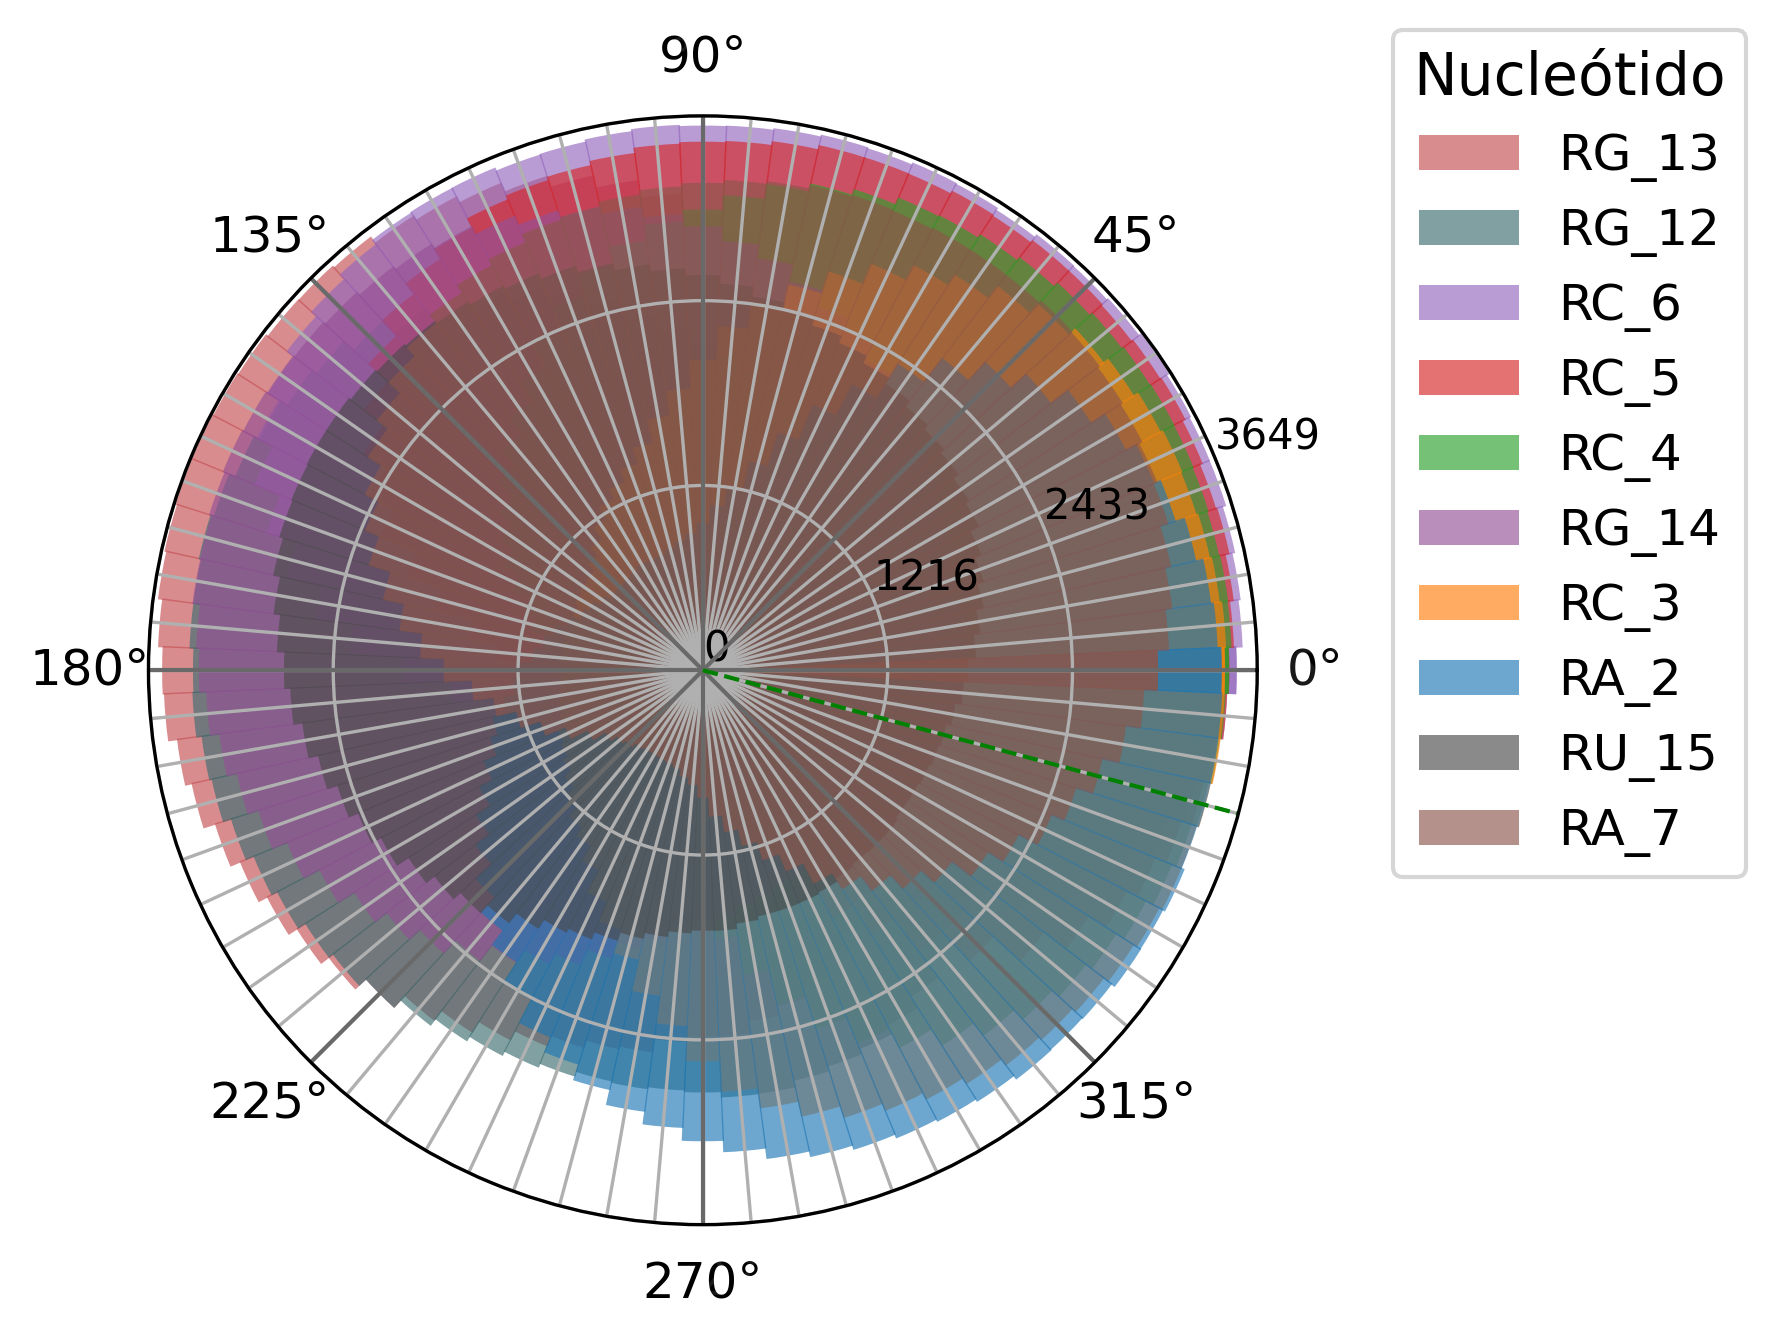 90°
135°
45°
180°
0°
225°
315°
270°
3649
2433
1216
0
Nucleótido
RG_13
RG_12
RC_6
RC_5
RC_4
RG_14
RC_3
RA_2
RU_15
RA_7